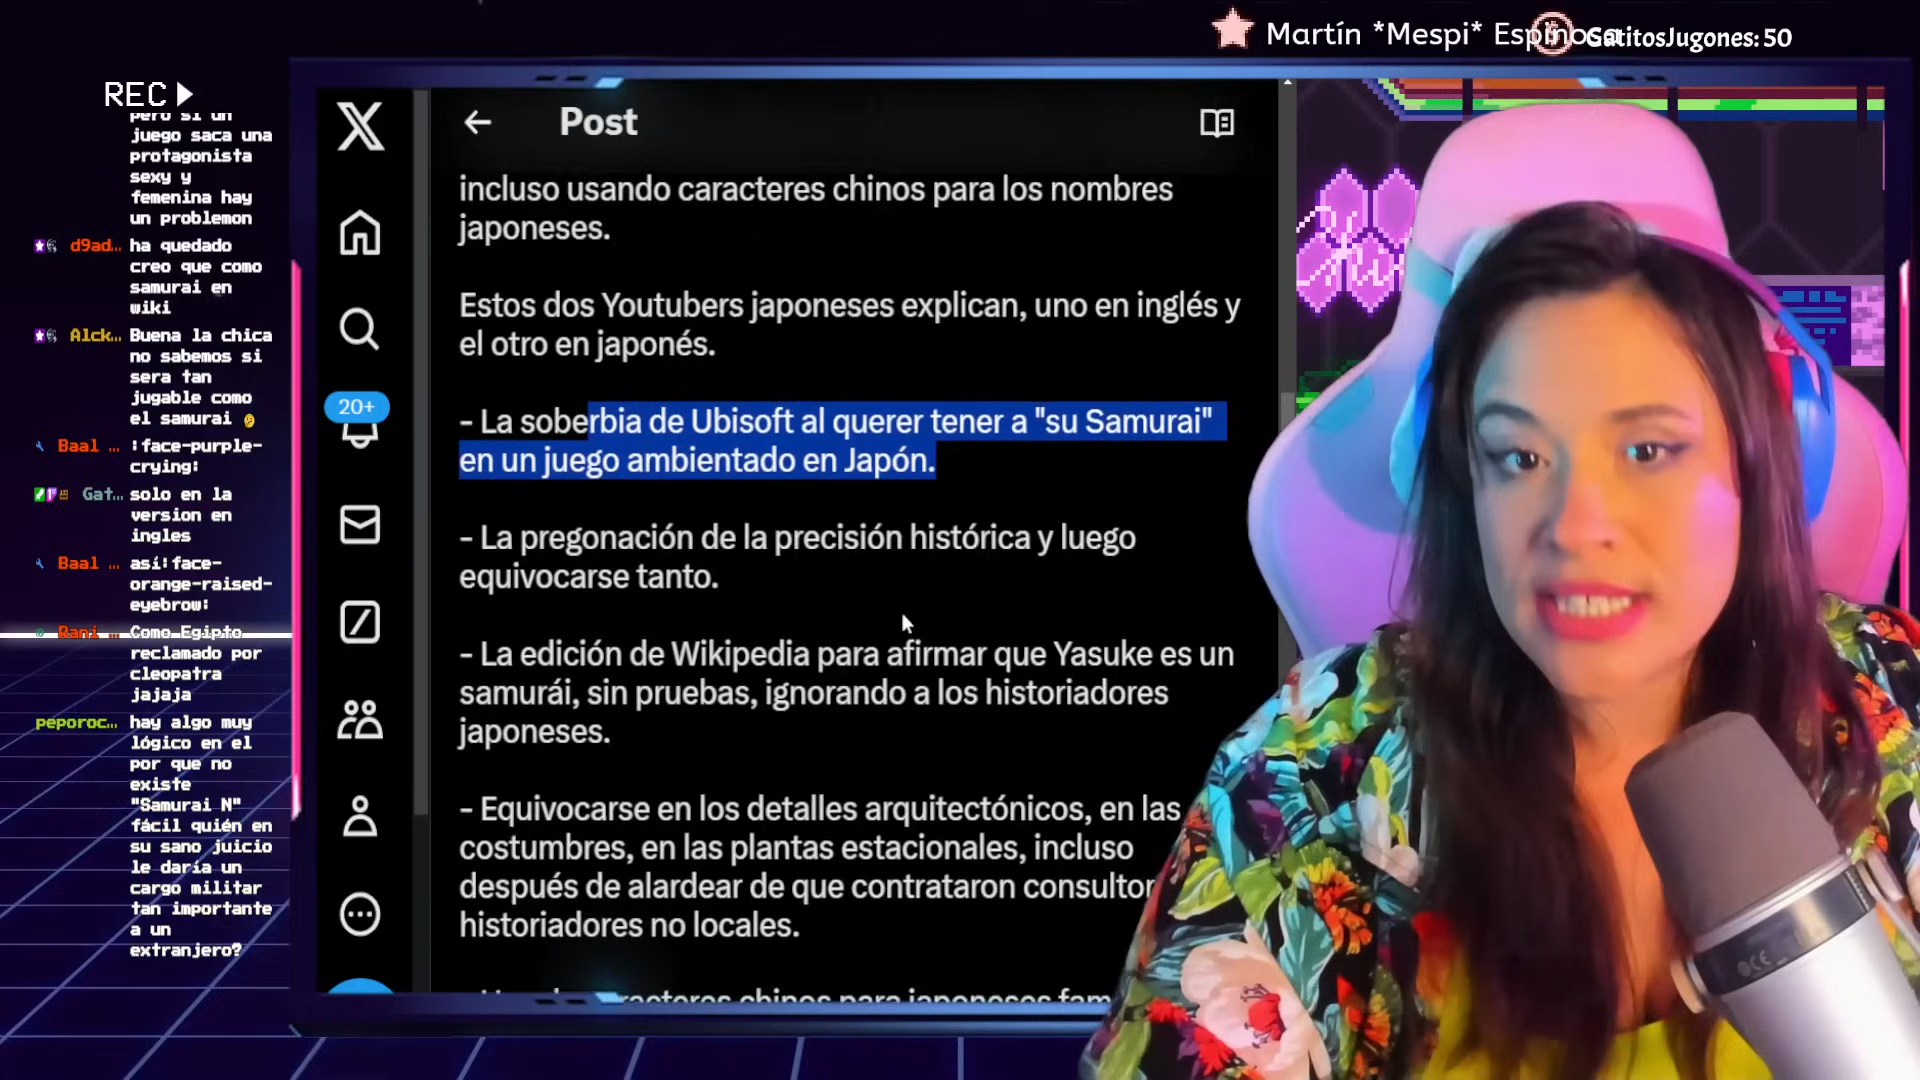 Martín *Mespi* Espinosa
GatitosJugones: 50
REC
pero si un
juego saca una
protagonista
sexy y
femenina hay
un problemon
d9ad... ha quedado
creo que como
samurai en
wiki
Alck... Buena la chica
no sabemos si
sera tan
jugable como
el samurai
Baal ... :face-purple-
crying:
Gat... solo en la
version en
ingles
Baal ... así:face-
orange-raised-
eyebrow:
Rani ... Como Egipto
reclamado por
cleopatra
jajaja
peporoc... hay algo muy
lógico en el
por que no
existe
"Samurai N"
fácil quién en
su sano juicio
le daría un
cargo militar
tan importante
a un
extranjero?
20+
Post
incluso usando caracteres chinos para los nombres
japoneses.
Estos dos Youtubers japoneses explican, uno en inglés y
el otro en japonés.
- La soberbia de Ubisoft al querer tener a "su Samurai"
en un juego ambientado en Japón.
- La pregonación de la precisión histórica y luego
equivocarse tanto.
- La edición de Wikipedia para afirmar que Yasuke es un
samurái, sin pruebas, ignorando a los historiadores
japoneses.
- Equivocarse en los detalles arquitectónicos, en las
costumbres, en las plantas estacionales, incluso
después de alardear de que contrataron consultor
historiadores no locales.
caracteres chinos para japoneses fam